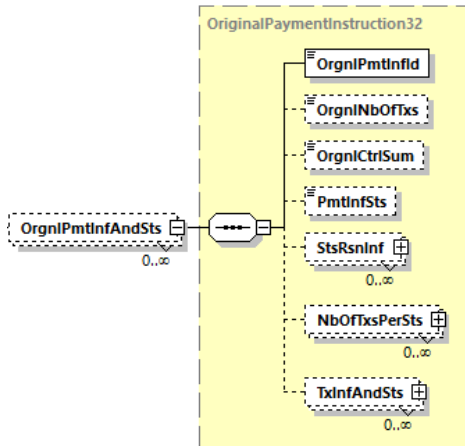 OriginalPaymentInstruction32
OrgnlPmtInfId
OrgnlNbOfTxs
OrgnlCtrlSum
PmtInfSts
OrgnlPmtInfAndSts
0..∞
StsRsnInf
0..∞
NbOfTxsPerSts
0..∞
TxInfAndSts
0..∞